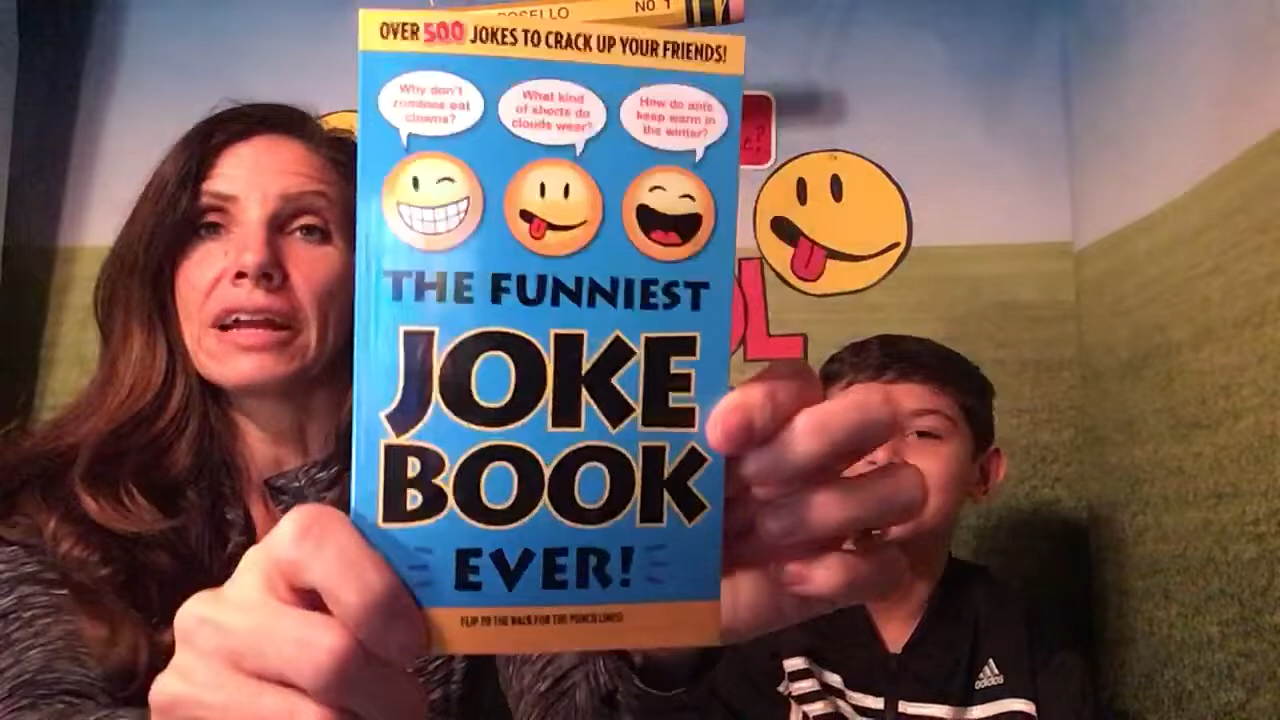 OSELLO NO 1
OVER 500 JOKES TO CRACK UP YOUR FRIENDS!
Why don't
zombies eat
clowns?
What kind
of shorts do
clouds wear?
How do ants
keep warm in
the winter?
THE FUNNIEST
JOKE
BOOK
EVER!
FLIP TO THE BACK FOR THE PUNCH LINES!
?
OL
adidas